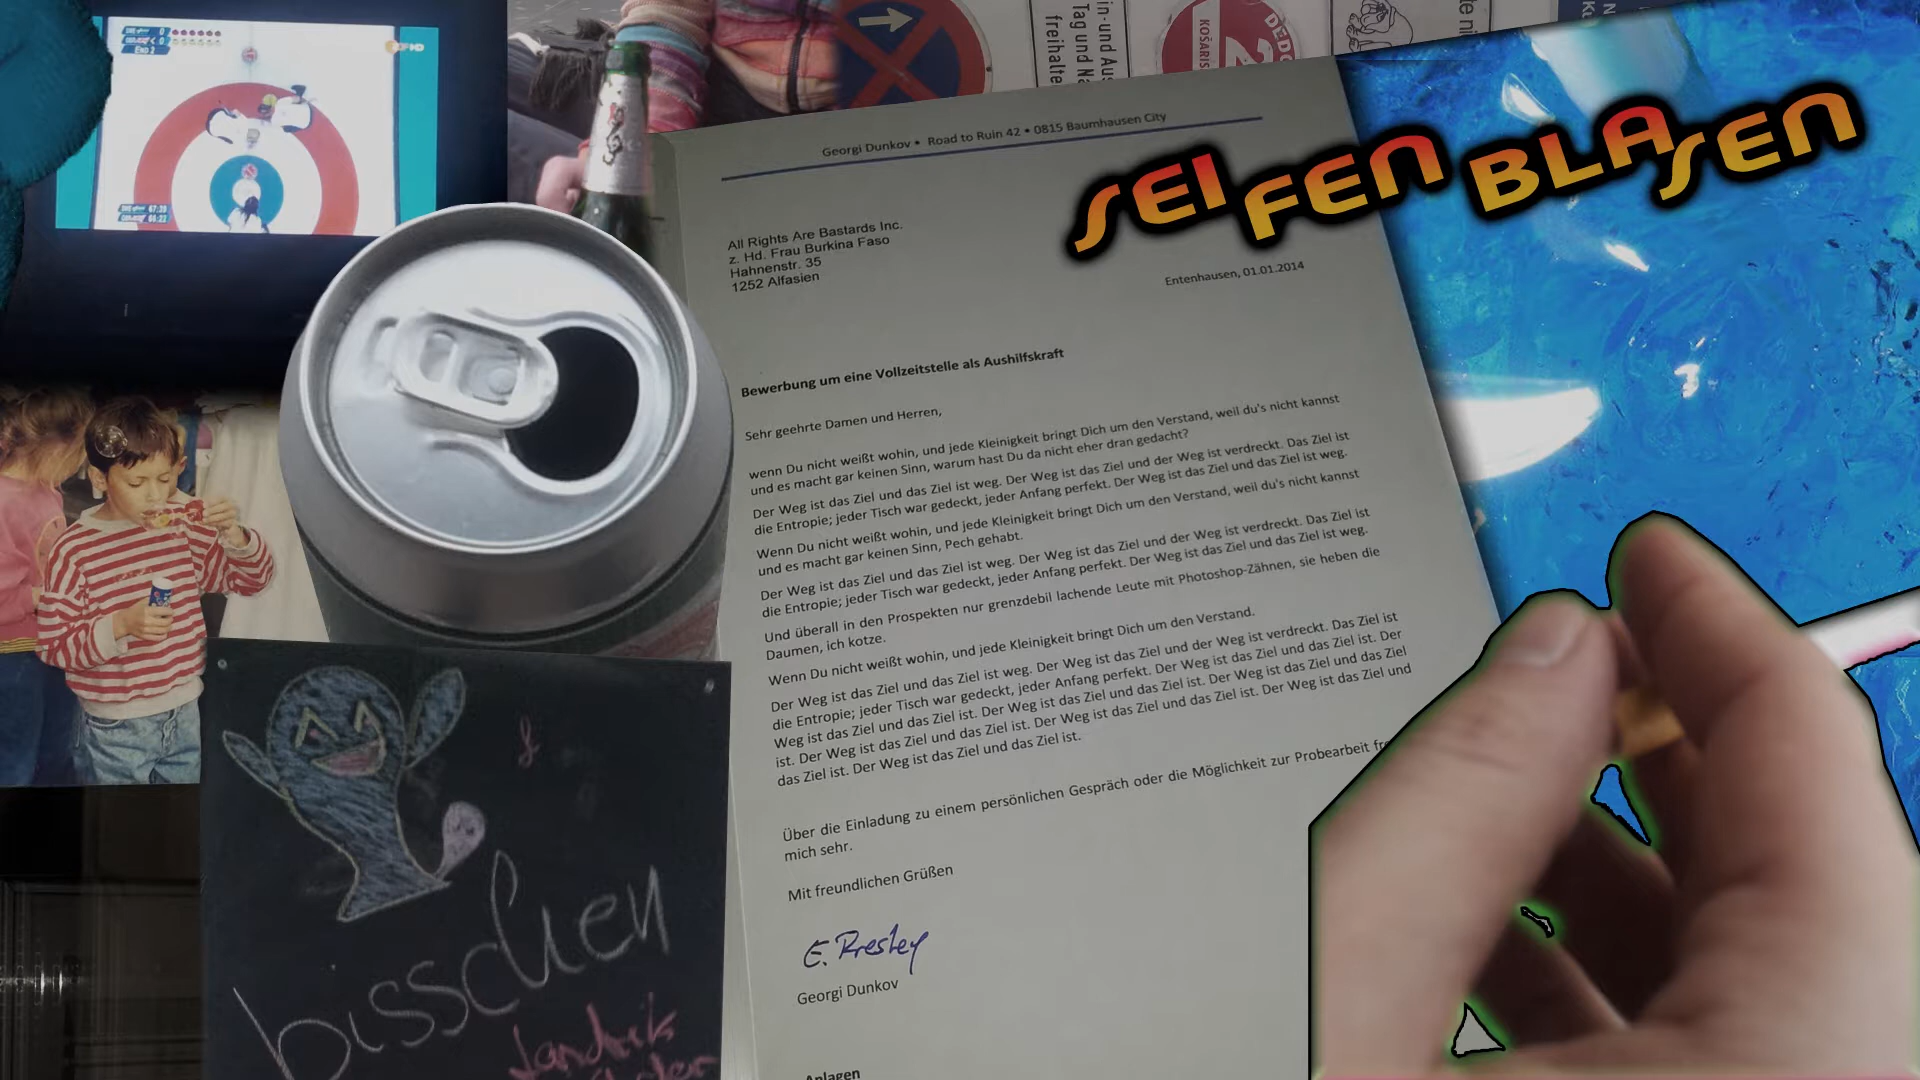 End 2
HD
67:39
66:22
in- und Aus
Tag und Na
freihalte
KOŠARIS
DEDO
2
te ni
SEIFENBLASEN
Georgi Dunkov • Road to Ruin 42 • 0815 Baumhausen City
All Rights Are Bastards Inc.
z. Hd. Frau Burkina Faso
Hahnenstr. 35
1252 Alfasien
Entenhausen, 01.01.2014
Bewerbung um eine Vollzeitstelle als Aushilfskraft
Sehr geehrte Damen und Herren,
wenn Du nicht weißt wohin, und jede Kleinigkeit bringt Dich um den Verstand, weil du's nicht kannst
und es macht gar keinen Sinn, warum hast Du da nicht eher dran gedacht?
Der Weg ist das Ziel und das Ziel ist weg. Der Weg ist das Ziel und der Weg ist verdreckt. Das Ziel ist
die Entropie; jeder Tisch war gedeckt, jeder Anfang perfekt. Der Weg ist das Ziel und das Ziel ist weg.
Wenn Du nicht weißt wohin, und jede Kleinigkeit bringt Dich um den Verstand, weil du's nicht kannst
und es macht gar keinen Sinn, Pech gehabt.
Der Weg ist das Ziel und das Ziel ist weg. Der Weg ist das Ziel und der Weg ist verdreckt. Das Ziel ist
die Entropie; jeder Tisch war gedeckt, jeder Anfang perfekt. Der Weg ist das Ziel und das Ziel ist weg.
Und überall in den Prospekten nur grenzdebil lachende Leute mit Photoshop-Zähnen, sie heben die
Daumen, ich kotze.
Wenn Du nicht weißt wohin, und jede Kleinigkeit bringt Dich um den Verstand.
Der Weg ist das Ziel und das Ziel ist weg. Der Weg ist das Ziel und der Weg ist verdreckt. Das Ziel ist
die Entropie; jeder Tisch war gedeckt, jeder Anfang perfekt. Der Weg ist das Ziel und das Ziel ist. Der
Weg ist das Ziel und das Ziel ist. Der Weg ist das Ziel und das Ziel ist. Der Weg ist das Ziel und das Ziel
ist. Der Weg ist das Ziel und das Ziel ist. Der Weg ist das Ziel und das Ziel ist. Der Weg ist das Ziel und
das Ziel ist. Der Weg ist das Ziel und das Ziel ist.
Über die Einladung zu einem persönlichen Gespräch oder die Möglichkeit zur Probearbeit fre
mich sehr.
Mit freundlichen Grüßen
E. Presley
Georgi Dunkov
Anlagen
bisschen